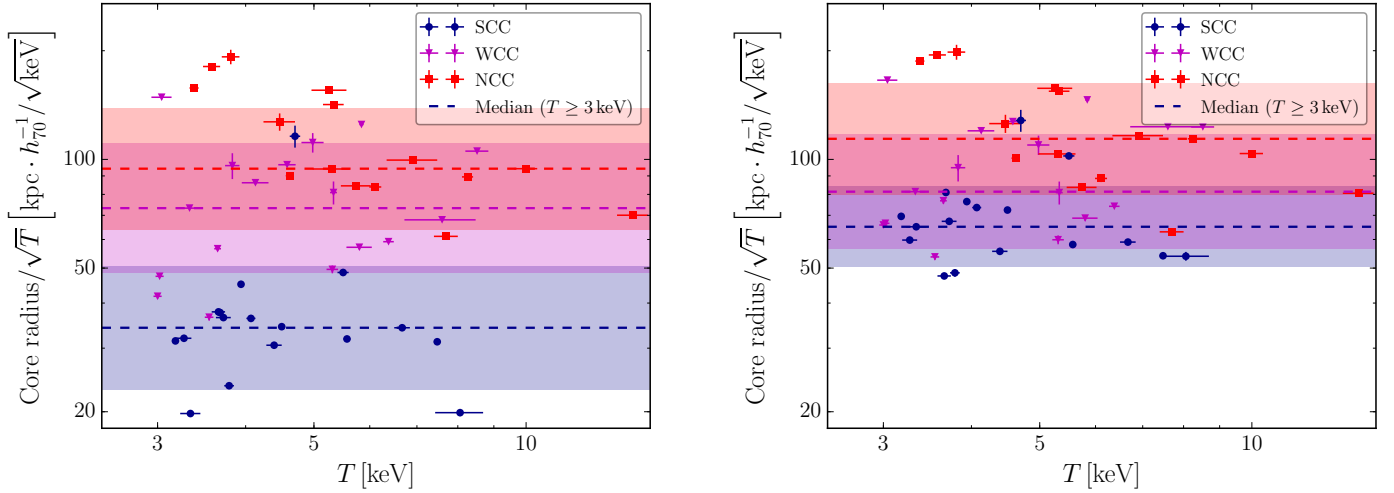 Core radius/√T [kpc · h₇₀⁻¹/√keV]
100
50
20
3
5
10
T [keV]
SCC
WCC
NCC
Median (T ≥ 3 keV)
Core radius/√T [kpc · h₇₀⁻¹/√keV]
100
50
20
3
5
10
T [keV]
SCC
WCC
NCC
Median (T ≥ 3 keV)